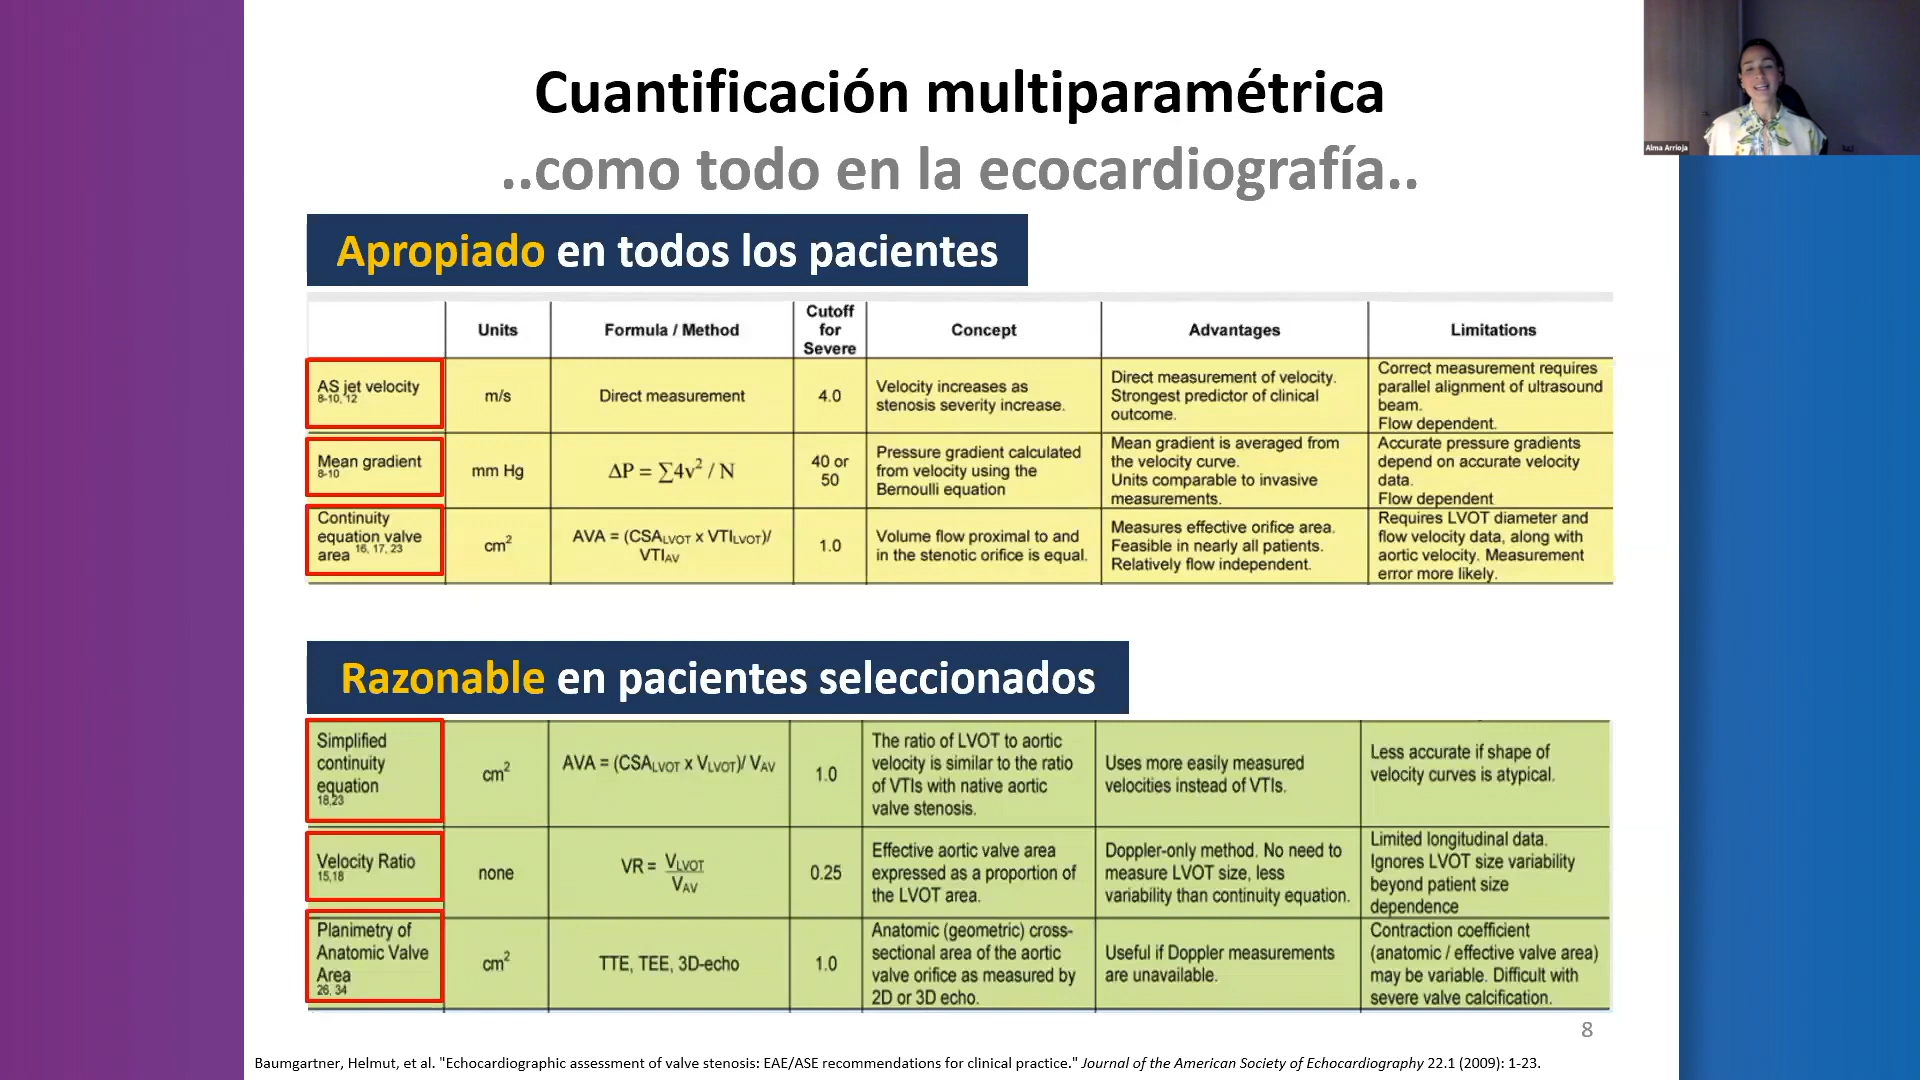 Cuantificación multiparamétrica
..como todo en la ecocardiografía..
Alma Arrioja
Apropiado en todos los pacientes
Units
Formula / Method
Cutoff
for
Severe
Concept
Advantages
Limitations
AS jet velocity
8-10, 12
m/s
Direct measurement
4.0
Velocity increases as
stenosis severity increase.
Direct measurement of velocity.
Strongest predictor of clinical
outcome.
Correct measurement requires
parallel alignment of ultrasound
beam.
Flow dependent.
Mean gradient
8-10
mm Hg
ΔP = ∑4v² / N
40 or
50
Pressure gradient calculated
from velocity using the
Bernoulli equation
Mean gradient is averaged from
the velocity curve.
Units comparable to invasive
measurements.
Accurate pressure gradients
depend on accurate velocity
data.
Flow dependent
Continuity
equation valve
area 16, 17, 23
cm²
AVA = (CSALVOT x VTILVOT)/
VTIAV
1.0
Volume flow proximal to and
in the stenotic orifice is equal.
Measures effective orifice area.
Feasible in nearly all patients.
Relatively flow independent.
Requires LVOT diameter and
flow velocity data, along with
aortic velocity. Measurement
error more likely.
Razonable en pacientes seleccionados
Simplified
continuity
equation
18,23
cm²
AVA = (CSALVOT x VLVOT)/ VAV
1.0
The ratio of LVOT to aortic
velocity is similar to the ratio
of VTIs with native aortic
valve stenosis.
Uses more easily measured
velocities instead of VTIs.
Less accurate if shape of
velocity curves is atypical.
Velocity Ratio
15,18
none
VR = VLVOT
VAV
0.25
Effective aortic valve area
expressed as a proportion of
the LVOT area.
Doppler-only method. No need to
measure LVOT size, less
variability than continuity equation.
Limited longitudinal data.
Ignores LVOT size variability
beyond patient size
dependence
Planimetry of
Anatomic Valve
Area
26, 34
cm²
TTE, TEE, 3D-echo
1.0
Anatomic (geometric) cross-
sectional area of the aortic
valve orifice as measured by
2D or 3D echo.
Useful if Doppler measurements
are unavailable.
Contraction coefficient
(anatomic / effective valve area)
may be variable. Difficult with
severe valve calcification.
8
Baumgartner, Helmut, et al. "Echocardiographic assessment of valve stenosis: EAE/ASE recommendations for clinical practice." Journal of the American Society of Echocardiography 22.1 (2009): 1-23.